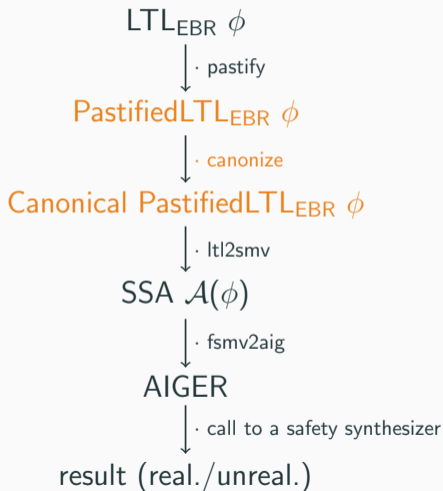 LTL_EBR ϕ
· pastify
PastifiedLTL_EBR ϕ
· canonize
Canonical PastifiedLTL_EBR ϕ
· ltl2smv
SSA 𝒜(ϕ)
· fsmv2aig
AIGER
· call to a safety synthesizer
result (real./unreal.)